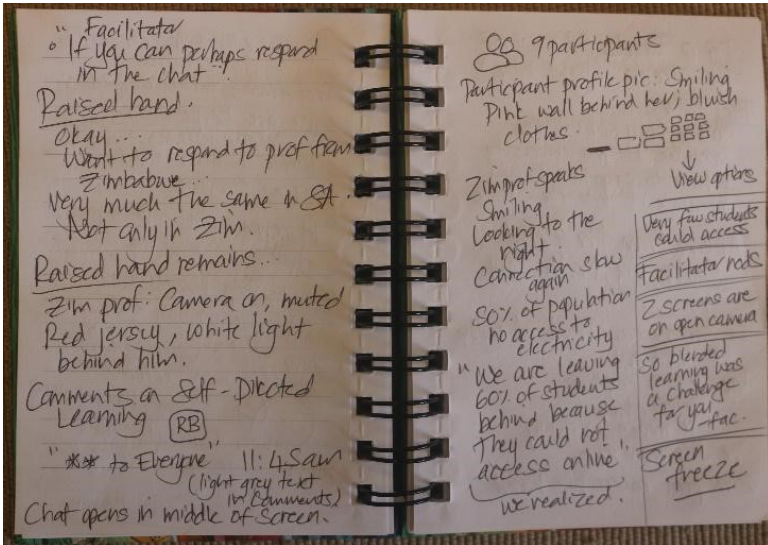 " Facilitator
If you can perhaps respond
in the chat"
Raised hand.
Okay...
Want to respond to prof from
Zimbabwe...
very much the same in SA.
Not only in Zim.
Raised hand remains...
Zim prof: Camera on, muted
Red jersey, white light
behind him.
Comments on Self-Directed
Learning RB
"** to Everyone" 11:45am
(light grey text
in comments)
Chat opens in middle of screen.
9 participants
Participant profile pic: Smiling
Pink wall behind her; bluish
clothes.
View options
Zim prof speaks
Smiling
Looking to the
right.
Connection slow
again
50% of population
no access to
electricity
"We are leaving
60% of students
behind because
they could not
access online"
we realized.
Very few students
could access
Facilitator nods
2 screens are
on open camera
So blended
learning was
a challenge
for you
-fac.
Screen
freeze